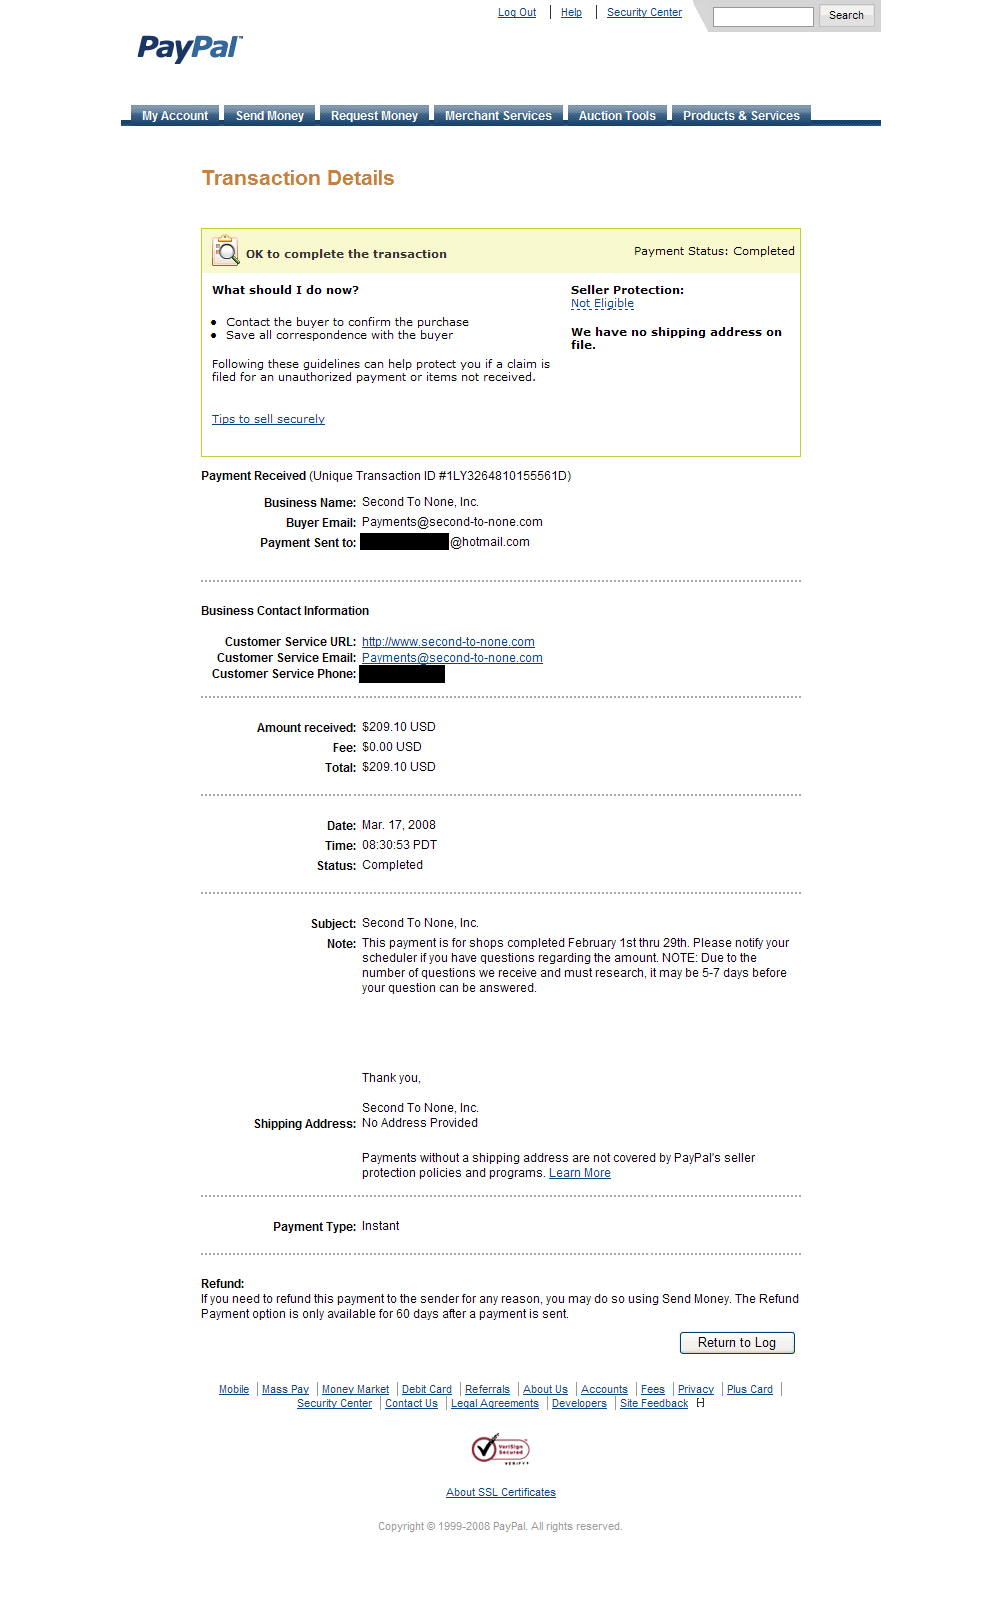 Log Out | Help | Security Center Search
PayPal™
My Account Send Money Request Money Merchant Services Auction Tools Products & Services
Transaction Details
OK to complete the transaction Payment Status: Completed
What should I do now?
• Contact the buyer to confirm the purchase
• Save all correspondence with the buyer
Following these guidelines can help protect you if a claim is
filed for an unauthorized payment or items not received.
Tips to sell securely
Seller Protection:
Not Eligible
We have no shipping address on
file.
Payment Received (Unique Transaction ID #1LY3264810155561D)
Business Name: Second To None, Inc.
Buyer Email: Payments@second-to-none.com
Payment Sent to: @hotmail.com
Business Contact Information
Customer Service URL: http://www.second-to-none.com
Customer Service Email: Payments@second-to-none.com
Customer Service Phone:
Amount received: $209.10 USD
Fee: $0.00 USD
Total: $209.10 USD
Date: Mar. 17, 2008
Time: 08:30:53 PDT
Status: Completed
Subject: Second To None, Inc.
Note: This payment is for shops completed February 1st thru 29th. Please notify your
scheduler if you have questions regarding the amount. NOTE: Due to the
number of questions we receive and must research, it may be 5-7 days before
your question can be answered.
Thank you,
Second To None, Inc.
Shipping Address: No Address Provided
Payments without a shipping address are not covered by PayPal's seller
protection policies and programs. Learn More
Payment Type: Instant
Refund:
If you need to refund this payment to the sender for any reason, you may do so using Send Money. The Refund
Payment option is only available for 60 days after a payment is sent.
Return to Log
Mobile | Mass Pay | Money Market | Debit Card | Referrals | About Us | Accounts | Fees | Privacy | Plus Card |
Security Center | Contact Us | Legal Agreements | Developers | Site Feedback [-]
VeriSign
Secured
VERIFY
About SSL Certificates
Copyright © 1999-2008 PayPal. All rights reserved.